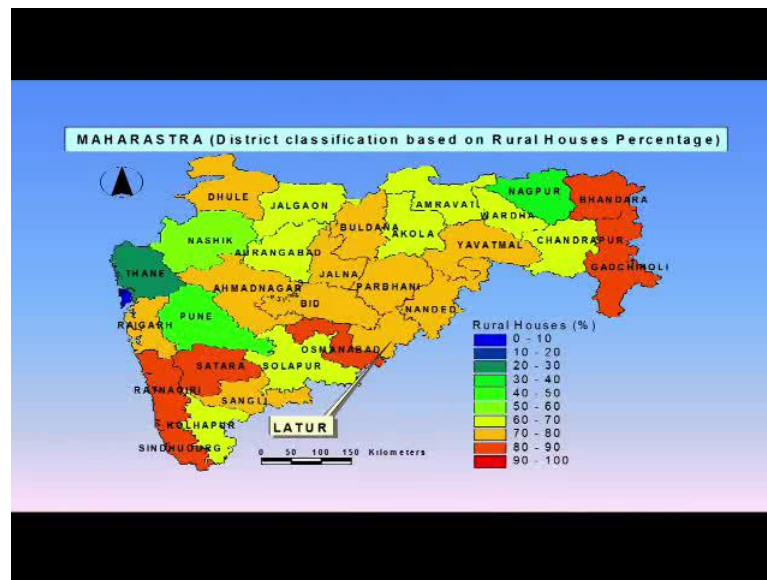 MAHARASTRA (District classification based on Rural Houses Percentage)
DHULE
JALGAON
BULDANA
AMRAVATI
NAGPUR
BHANDARA
WARDHA
NASHIK
AKOLA
AURANGABAD
YAVATMAL
CHANDRAPUR
THANE
JALNA
GADCHIROLI
AHMADNAGAR
PARBHANI
BID
NANDED
PUNE
RAIGARH
OSMANABAD
SATARA
SOLAPUR
RATNAGIRI
SANGLI
KOLHAPUR
LATUR
SINDHUDURG
0 50 100 150 Kilometers
Rural Houses (%)
0 - 10
10 - 20
20 - 30
30 - 40
40 - 50
50 - 60
60 - 70
70 - 80
80 - 90
90 - 100